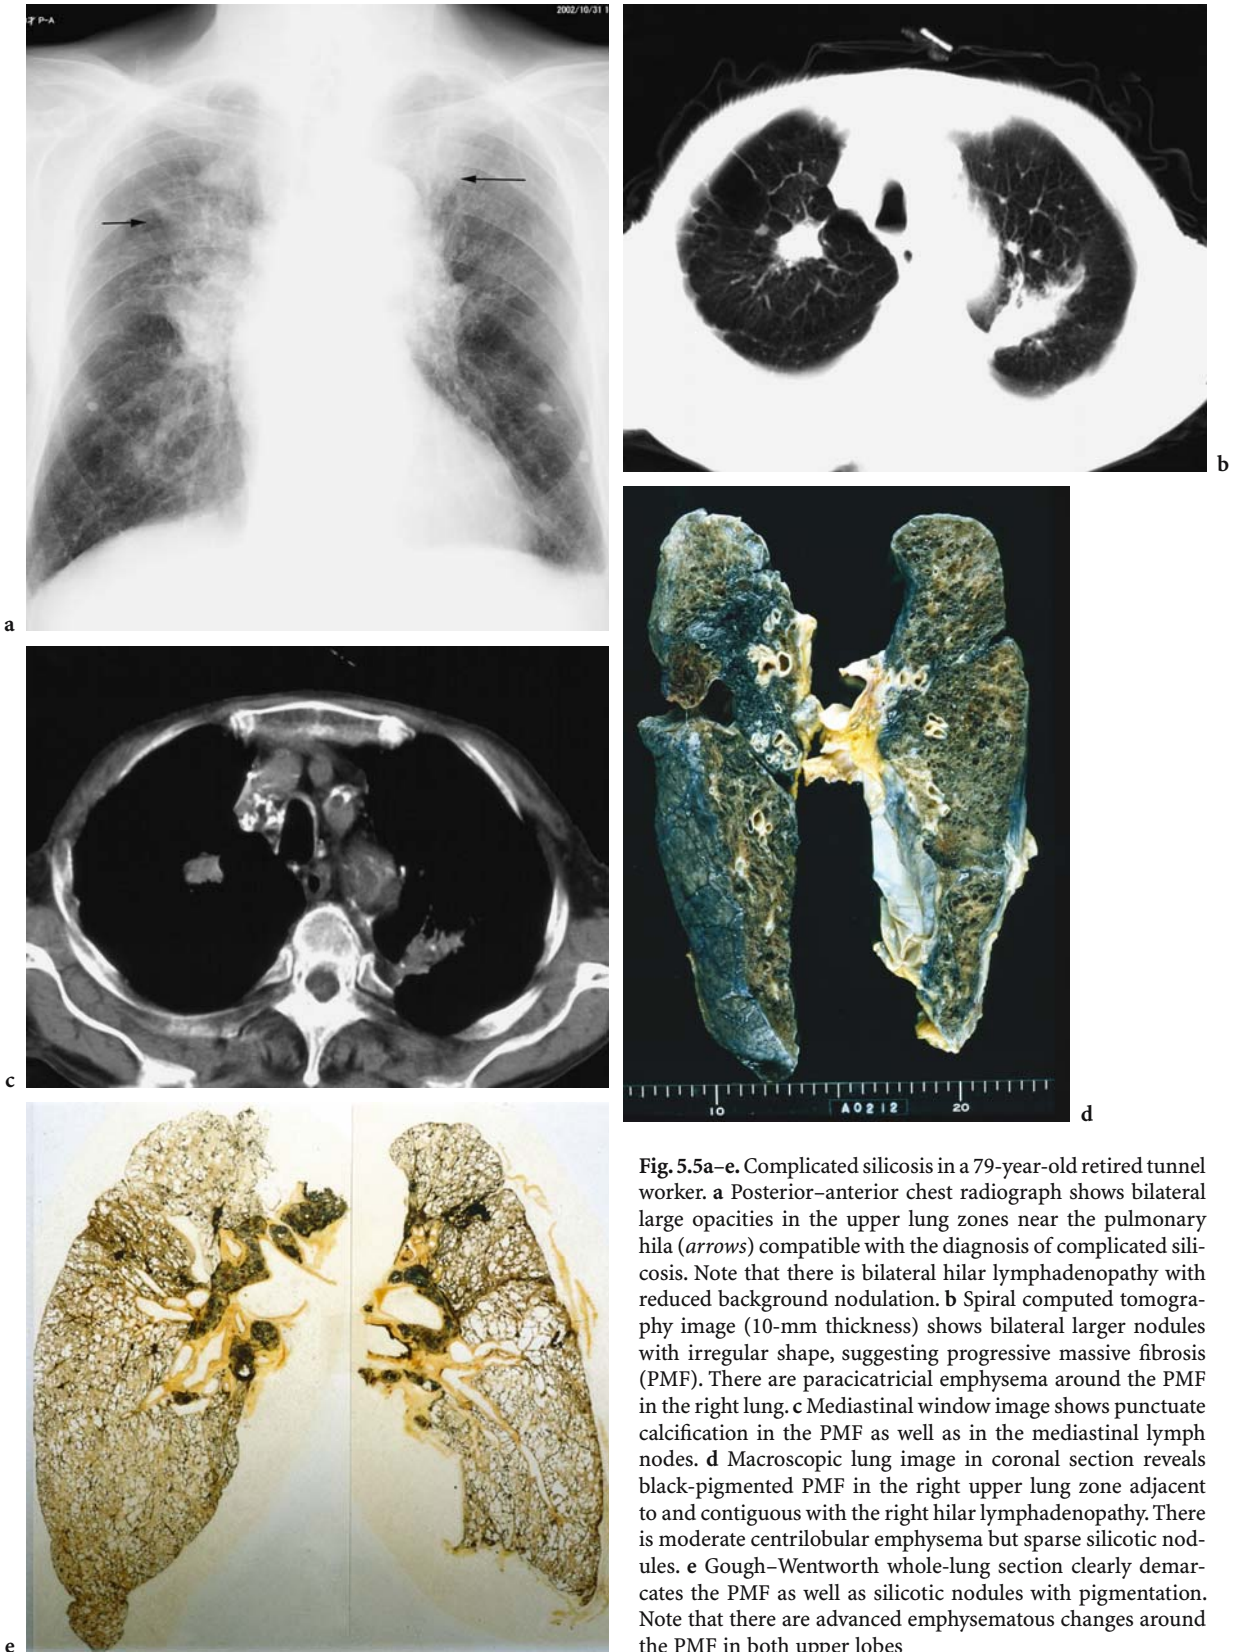 P-A
2002/10/31 1
a
b
c
10
A0212
20
d
e
Fig. 5.5a–e. Complicated silicosis in a 79-year-old retired tunnel
worker. a Posterior–anterior chest radiograph shows bilateral
large opacities in the upper lung zones near the pulmonary
hila (arrows) compatible with the diagnosis of complicated sili-
cosis. Note that there is bilateral hilar lymphadenopathy with
reduced background nodulation. b Spiral computed tomogra-
phy image (10-mm thickness) shows bilateral larger nodules
with irregular shape, suggesting progressive massive fibrosis
(PMF). There are paracicatricial emphysema around the PMF
in the right lung. c Mediastinal window image shows punctuate
calcification in the PMF as well as in the mediastinal lymph
nodes. d Macroscopic lung image in coronal section reveals
black-pigmented PMF in the right upper lung zone adjacent
to and contiguous with the right hilar lymphadenopathy. There
is moderate centrilobular emphysema but sparse silicotic nod-
ules. e Gough–Wentworth whole-lung section clearly demar-
cates the PMF as well as silicotic nodules with pigmentation.
Note that there are advanced emphysematous changes around
the PMF in both upper lobes